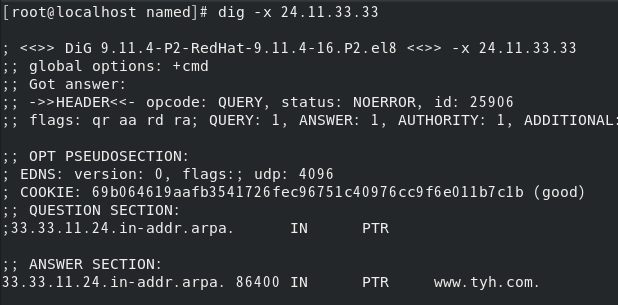 [root@localhost named]# dig -x 24.11.33.33
; <<>> DiG 9.11.4-P2-RedHat-9.11.4-16.P2.el8 <<>> -x 24.11.33.33
;; global options: +cmd
;; Got answer:
;; ->>HEADER<<- opcode: QUERY, status: NOERROR, id: 25906
;; flags: qr aa rd ra; QUERY: 1, ANSWER: 1, AUTHORITY: 1, ADDITIONAL:
;; OPT PSEUDOSECTION:
; EDNS: version: 0, flags:; udp: 4096
; COOKIE: 69b064619aafb3541726fec96751c40976cc9f6e011b7c1b (good)
;; QUESTION SECTION:
;33.33.11.24.in-addr.arpa. IN PTR
;; ANSWER SECTION:
33.33.11.24.in-addr.arpa. 86400 IN PTR www.tyh.com.